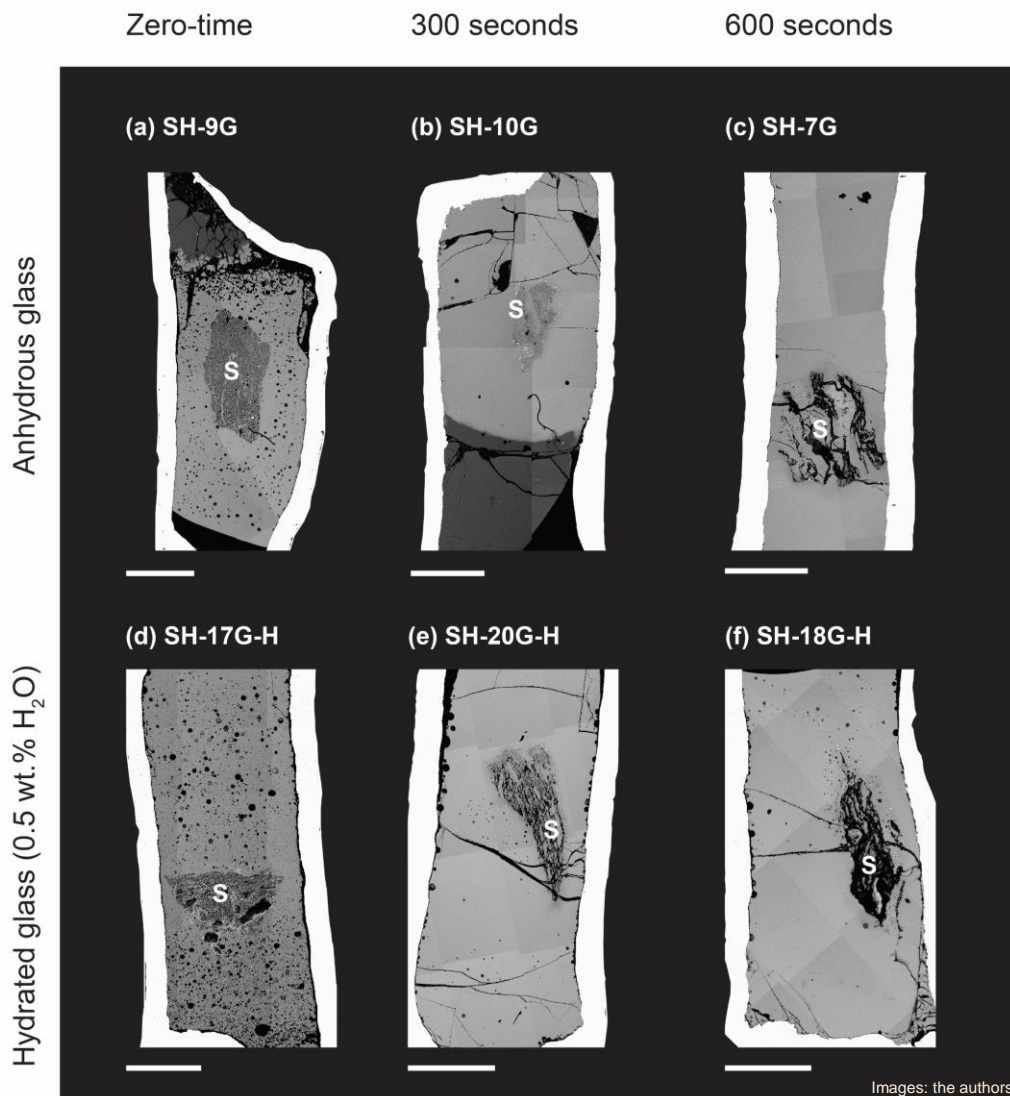 Zero-time
300 seconds
600 seconds
Anhydrous glass
(a) SH-9G
(b) SH-10G
(c) SH-7G
S
S
S
Hydrated glass (0.5 wt.% H₂O)
(d) SH-17G-H
(e) SH-20G-H
(f) SH-18G-H
S
S
S
Images: the authors